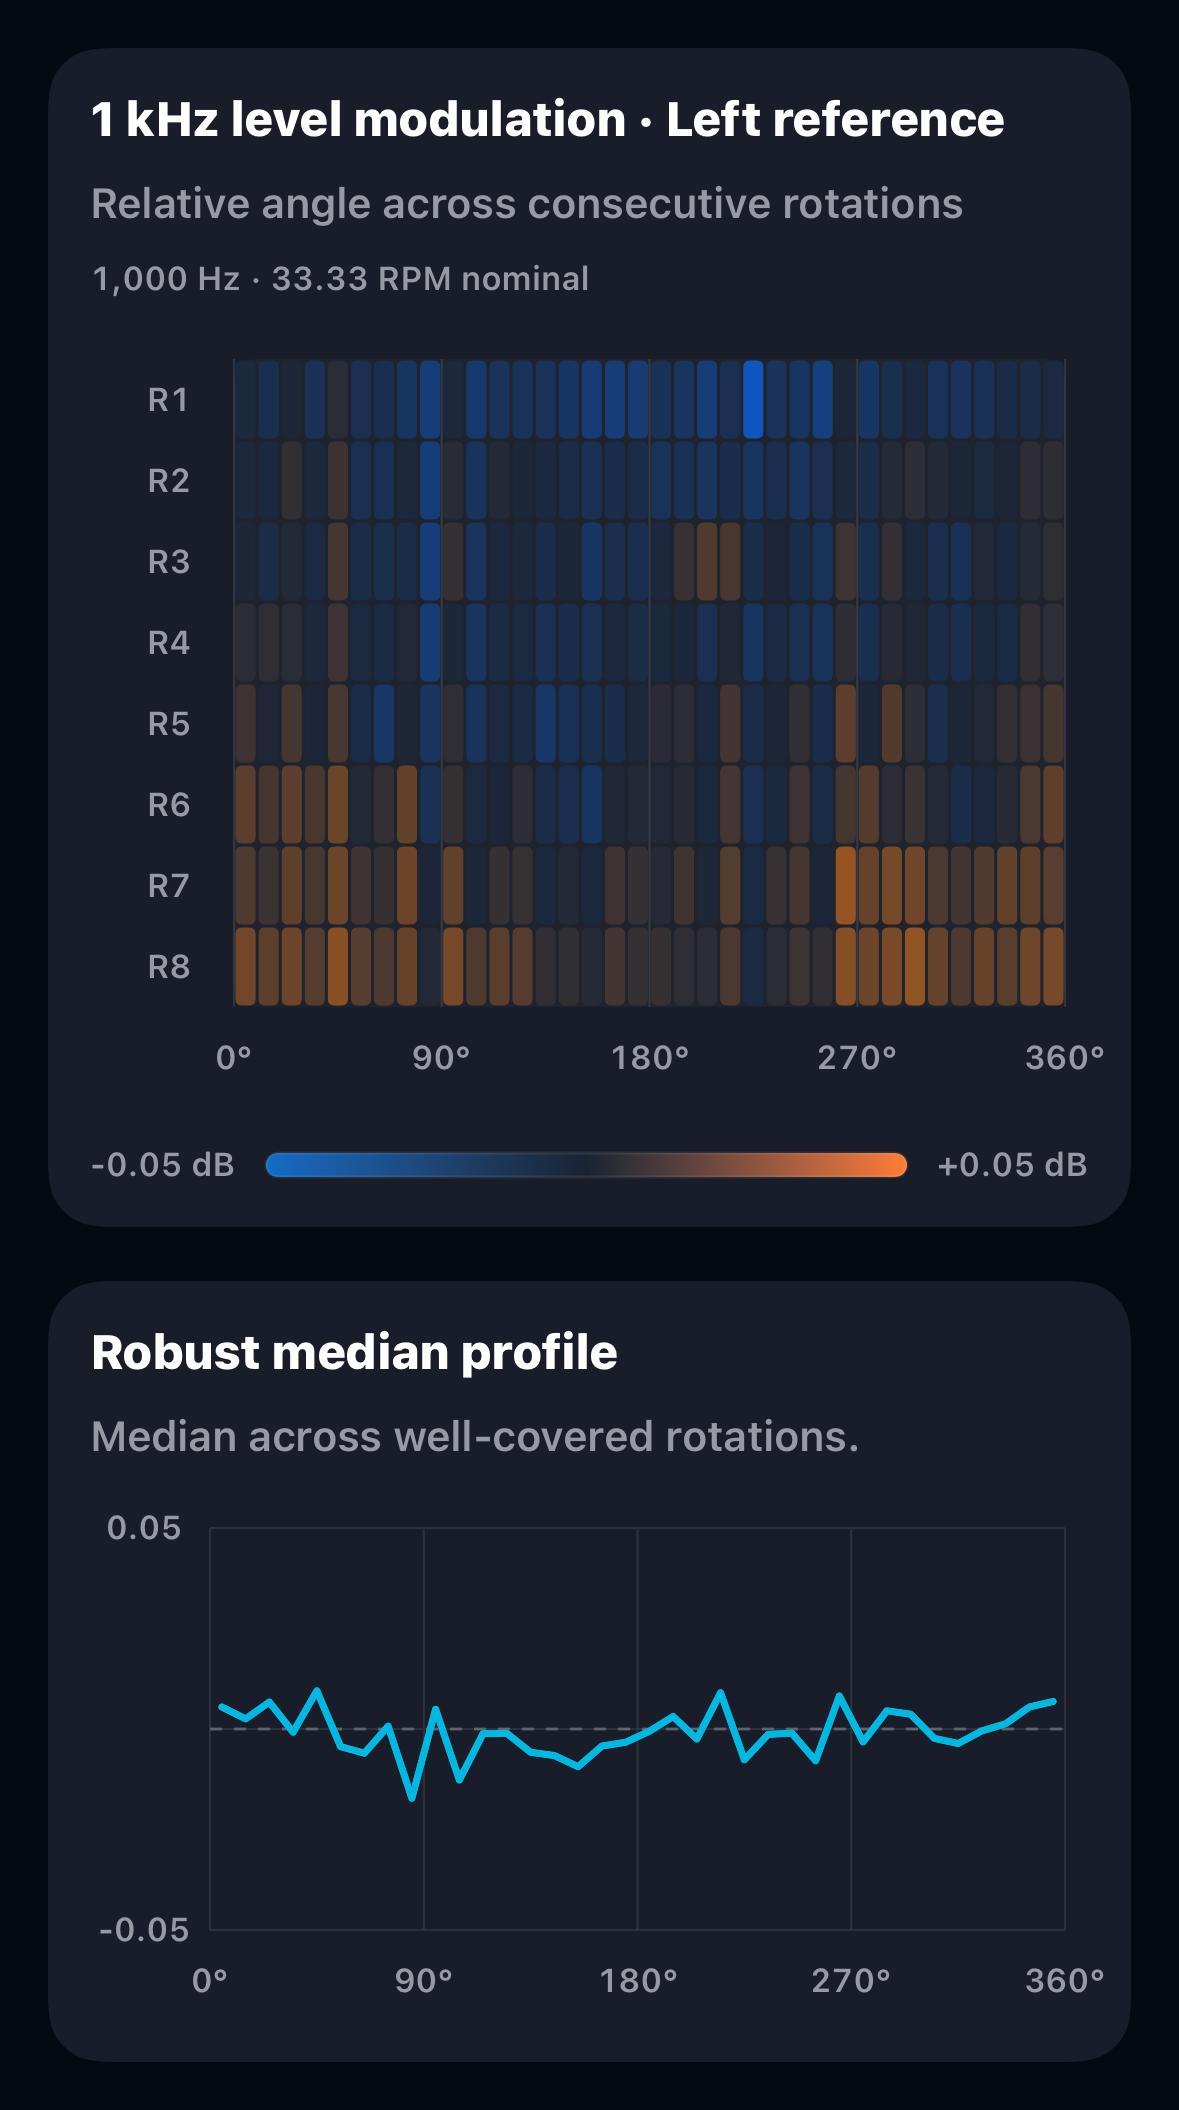 1 kHz level modulation · Left reference
Relative angle across consecutive rotations
1,000 Hz · 33.33 RPM nominal
R1
R2
R3
R4
R5
R6
R7
R8
0° 90° 180° 270° 360°
-0.05 dB +0.05 dB
Robust median profile
Median across well-covered rotations.
0.05
-0.05
0° 90° 180° 270° 360°